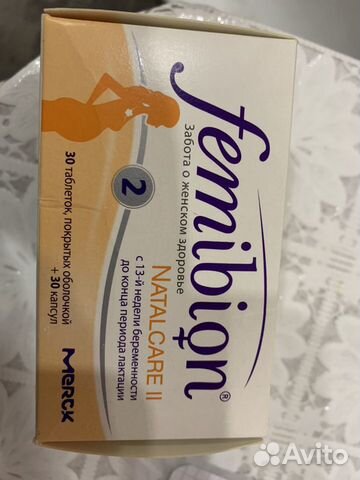 femibion®
Забота о женском здоровье
2
NATALCARE II
с 13-й недели беременности
до конца периода лактации
30 таблеток, покрытых оболочкой
+ 30 капсул
MERCK
Avito